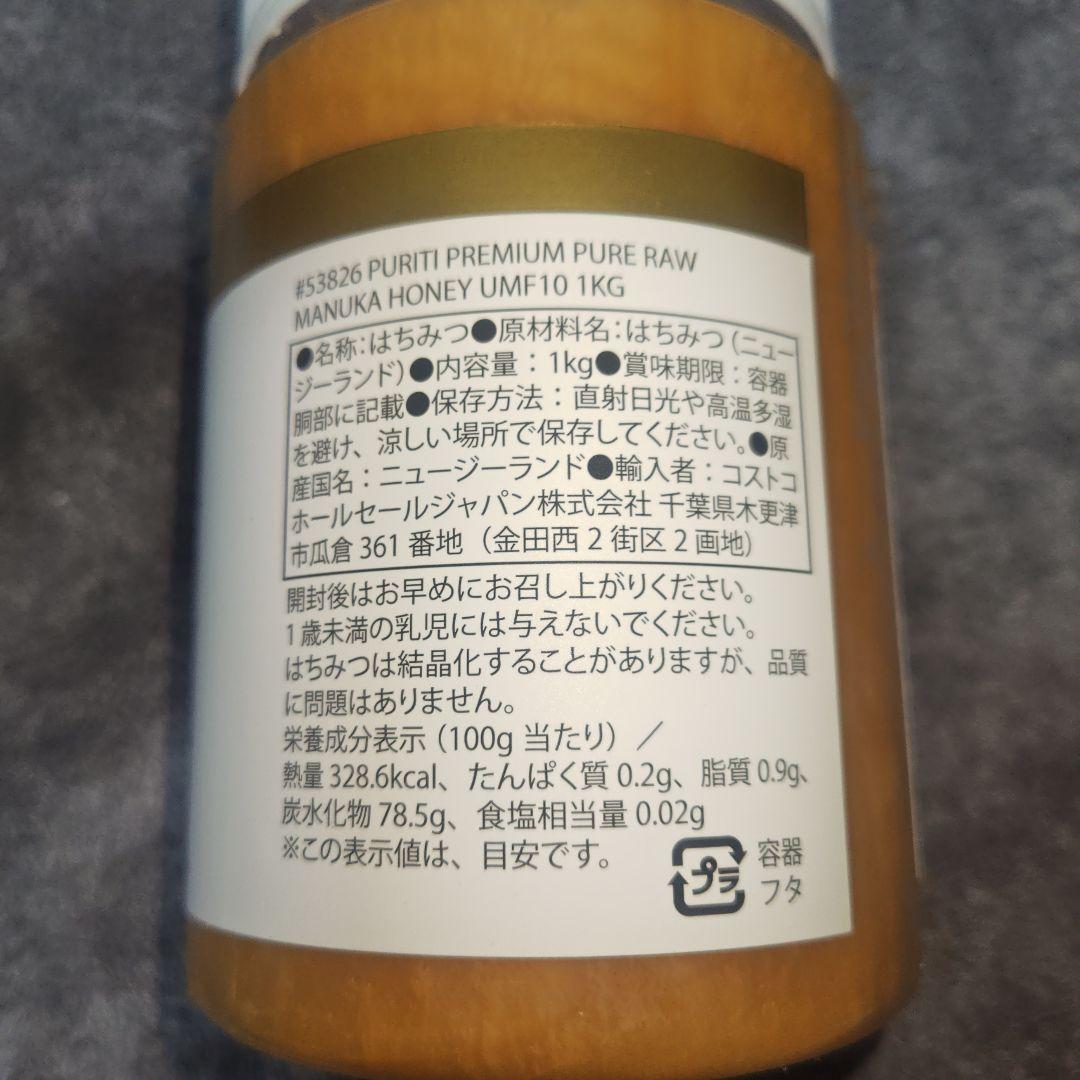 #53826 PURITI PREMIUM PURE RAW
MANUKA HONEY UMF10 1KG
●名称：はちみつ●原材料名：はちみつ（ニュー
ジーランド）●内容量：1kg●賞味期限：容器
胴部に記載●保存方法：直射日光や高温多湿
を避け、涼しい場所で保存してください。●原
産国名：ニュージーランド●輸入者：コストコ
ホールセールジャパン株式会社 千葉県木更津
市瓜倉 361 番地（金田西 2 街区 2 画地）
開封後はお早めにお召し上がりください。
1 歳未満の乳児には与えないでください。
はちみつは結晶化することがありますが、品質
に問題はありません。
栄養成分表示（100g 当たり）／
熱量 328.6kcal、たんぱく質 0.2g、脂質 0.9g、
炭水化物 78.5g、食塩相当量 0.02g
※この表示値は、目安です。
プラ 容器
フタ